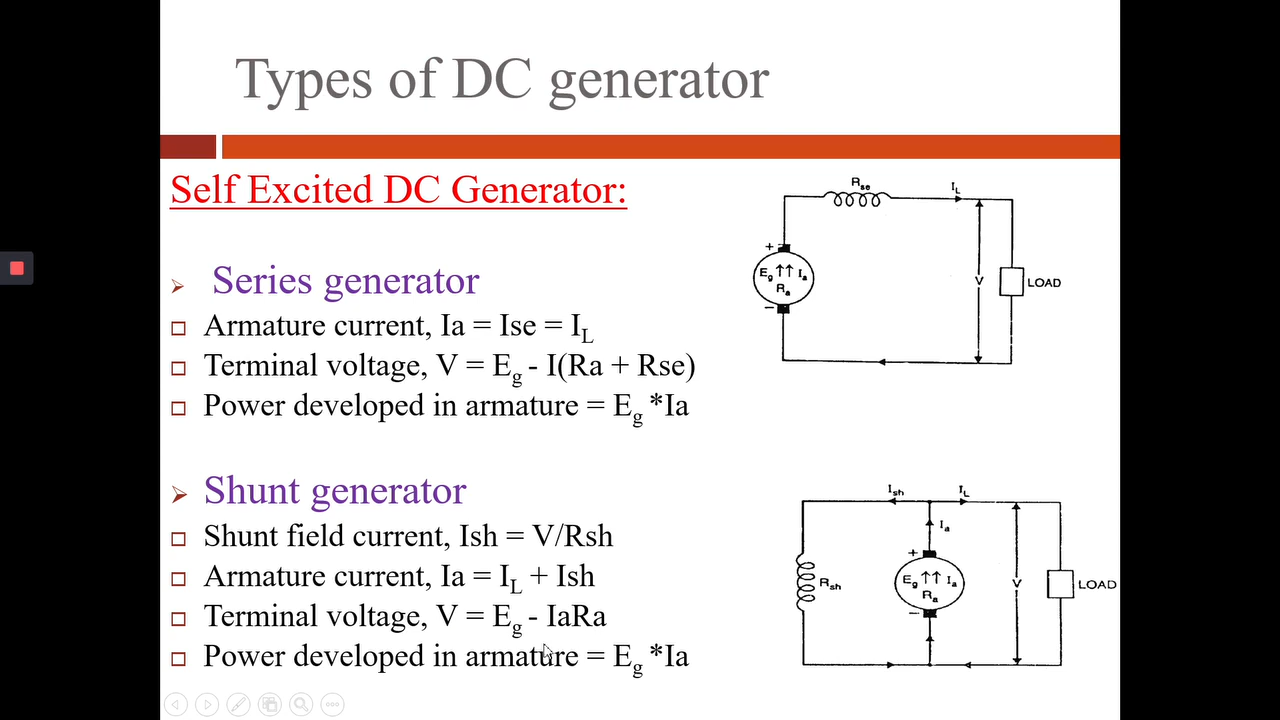 Types of DC generator
Self Excited DC Generator:
Series generator
Armature current, Ia = Ise = IL
Terminal voltage, V = Eg - I(Ra + Rse)
Power developed in armature = Eg *Ia
Rse
IL
+
Eg ↑↑ Ia
Ra
−
V
LOAD
Shunt generator
Shunt field current, Ish = V/Rsh
Armature current, Ia = IL + Ish
Terminal voltage, V = Eg - IaRa
Power developed in armature = Eg *Ia
Ish
IL
Ia
+
Rsh
Eg ↑↑ Ia
Ra
−
V
LOAD